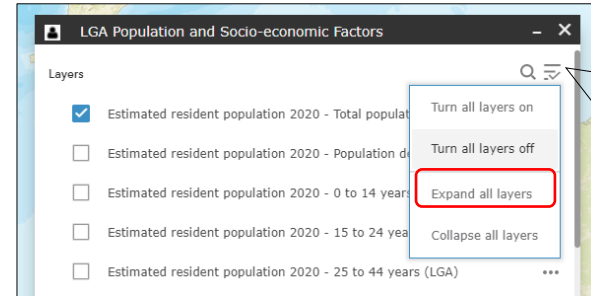 LGA Population and Socio-economic Factors
Layers
Estimated resident population 2020 - Total populat
Estimated resident population 2020 - Population de
Estimated resident population 2020 - 0 to 14 years
Estimated resident population 2020 - 15 to 24 yea
Estimated resident population 2020 - 25 to 44 years (LGA)
Turn all layers on
Turn all layers off
Expand all layers
Collapse all layers